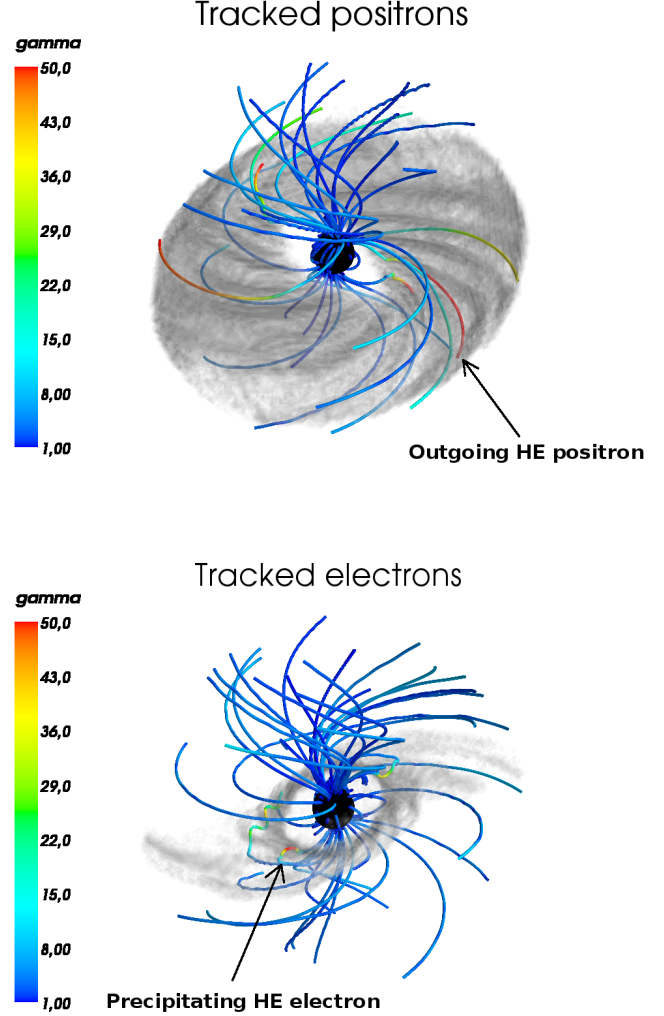 Tracked positrons
gamma
50,0
43,0
36,0
29,0
22,0
15,0
8,00
1,00
Outgoing HE positron
Tracked electrons
gamma
50,0
43,0
36,0
29,0
22,0
15,0
8,00
1,00
Precipitating HE electron